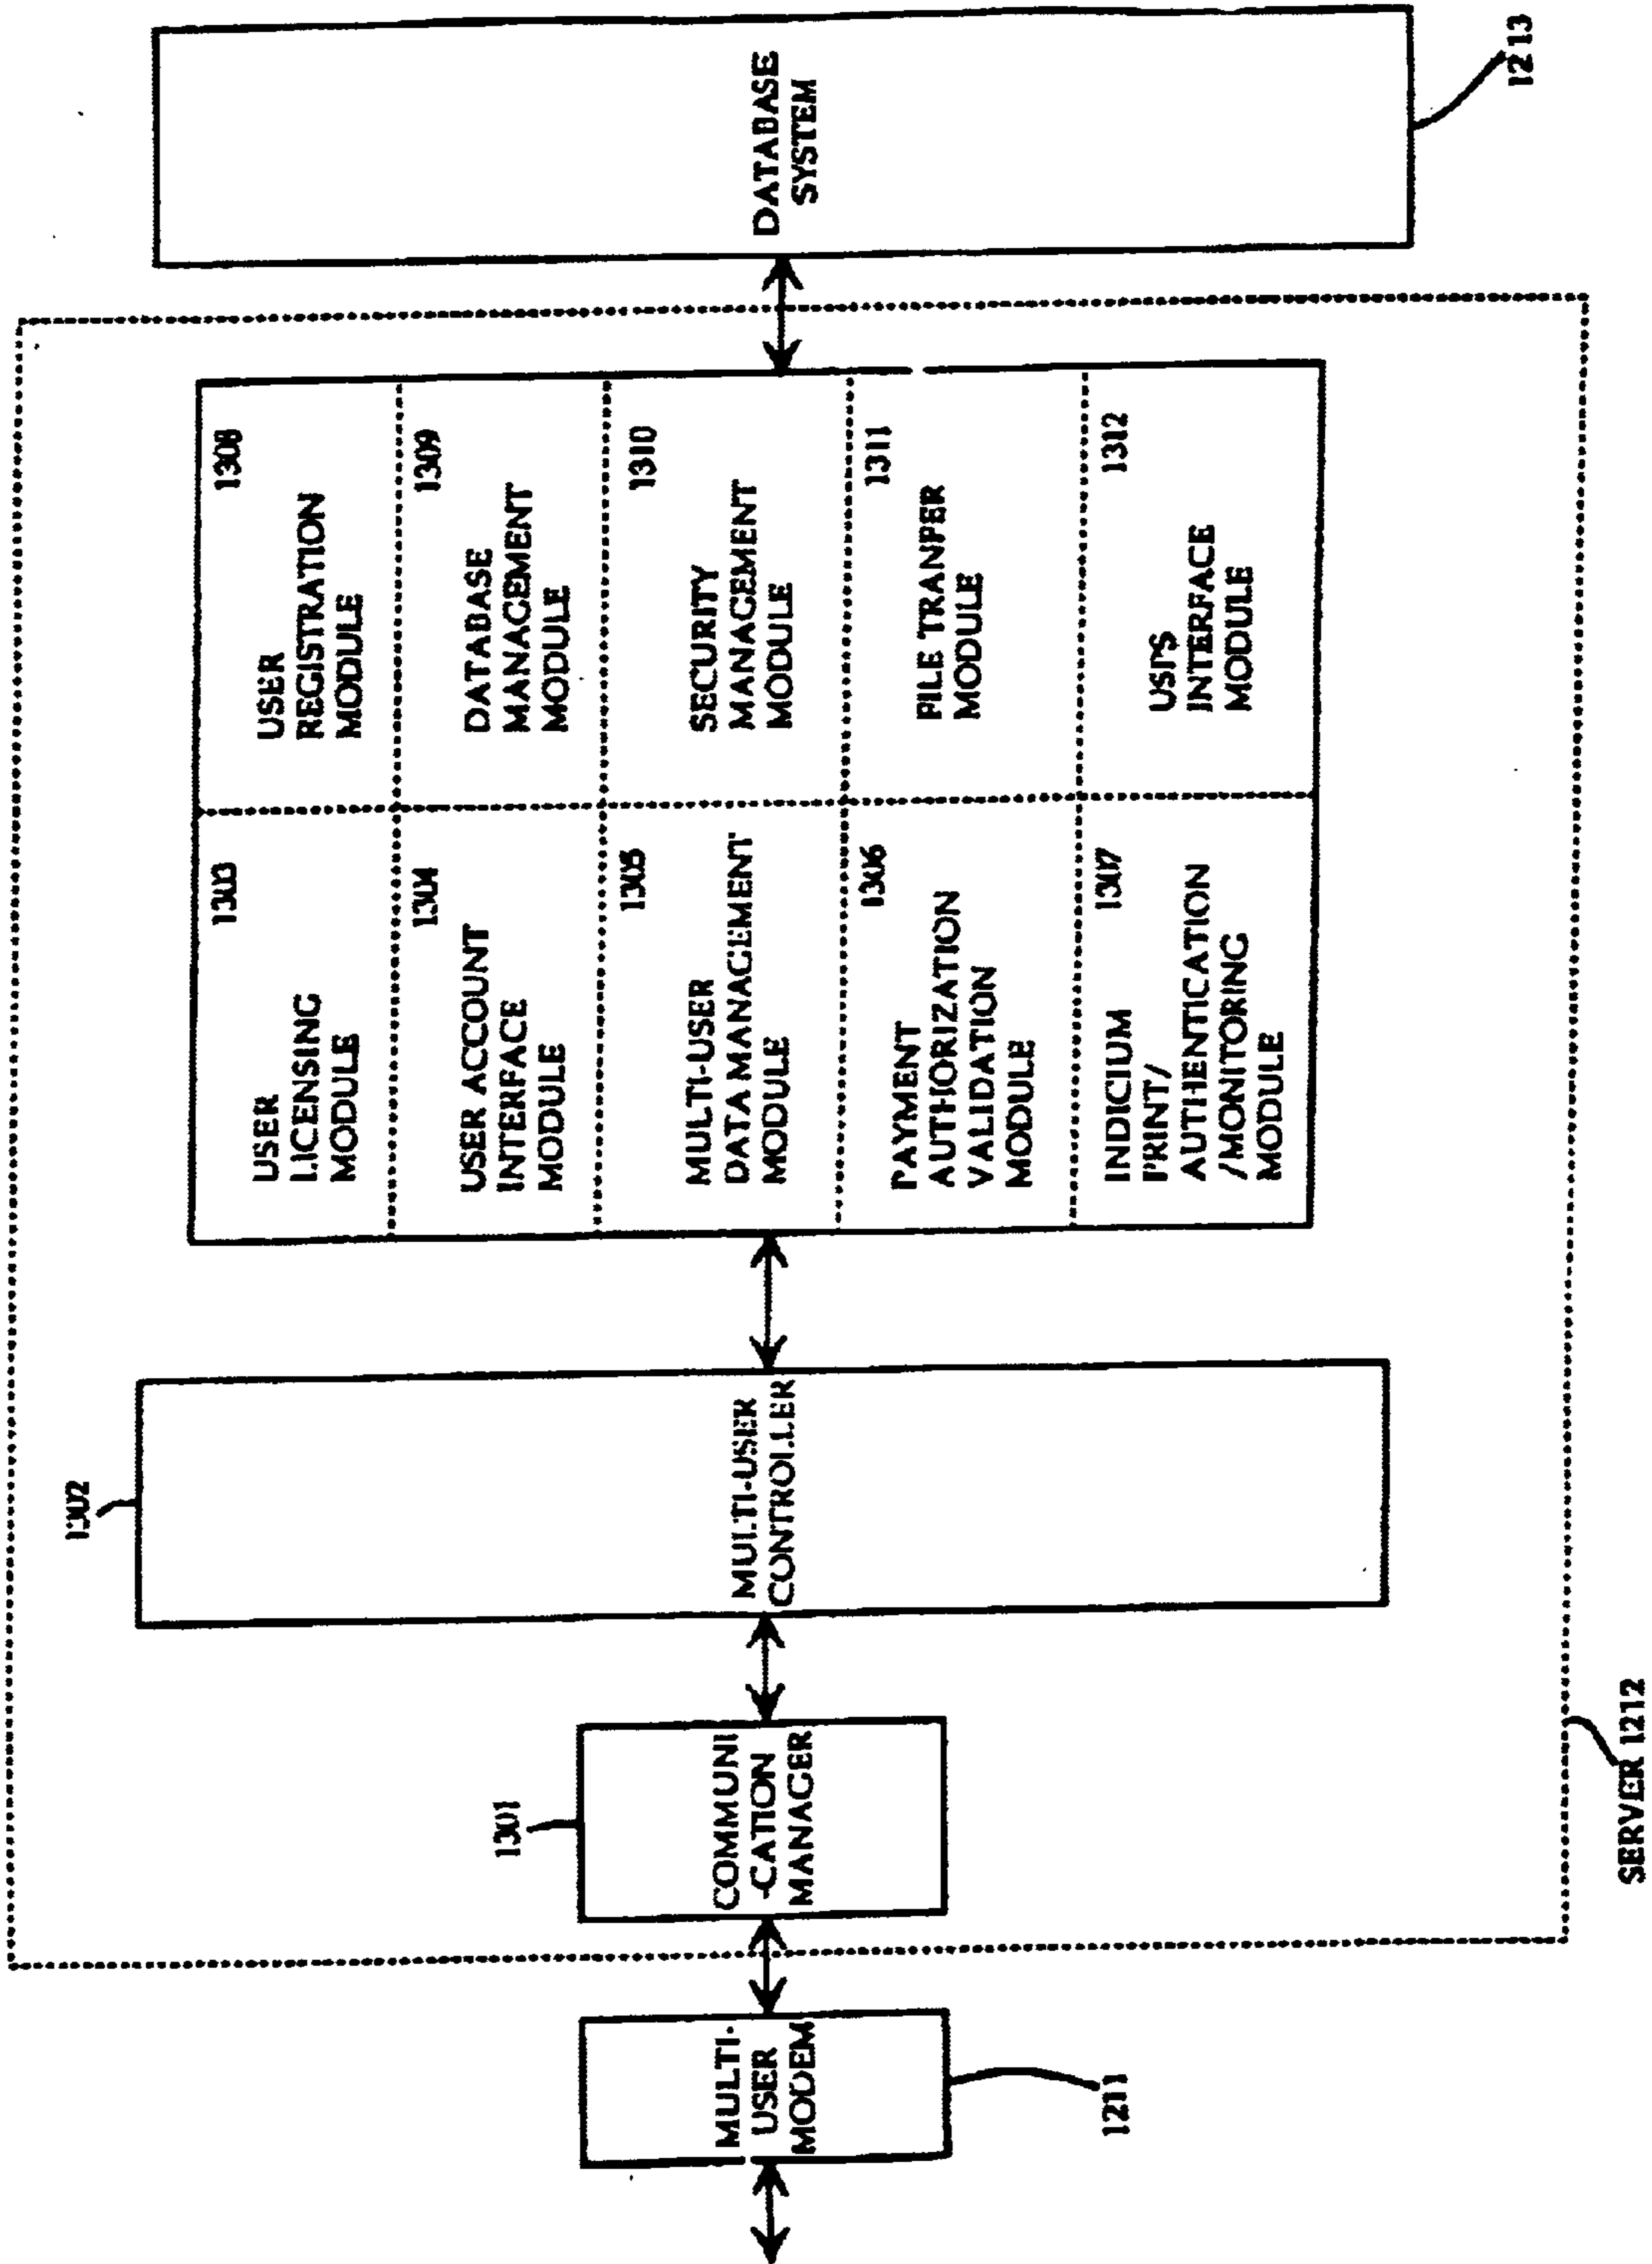 1302
1301
MULTI-
USER
MODEM
1211
COMMUNI
-CATION
MANAGER
MULTI-USER
CONTROLLER
1303
USER
LICENSING
MODULE
1304
USER ACCOUNT
INTERFACE
MODULE
1305
MULTI-USER
DATA MANAGEMENT
MODULE
1306
PAYMENT
AUTHORIZATION
VALIDATION
MODULE
1307
INDICIUM
PRINT/
AUTHENTICATION
/MONITORING
MODULE
1308
USER
REGISTRATION
MODULE
1309
DATABASE
MANAGEMENT
MODULE
1310
SECURITY
MANAGEMENT
MODULE
1311
FILE TRANFER
MODULE
1312
USPS
INTERFACE
MODULE
DATABASE
SYSTEM
1213
SERVER 1212